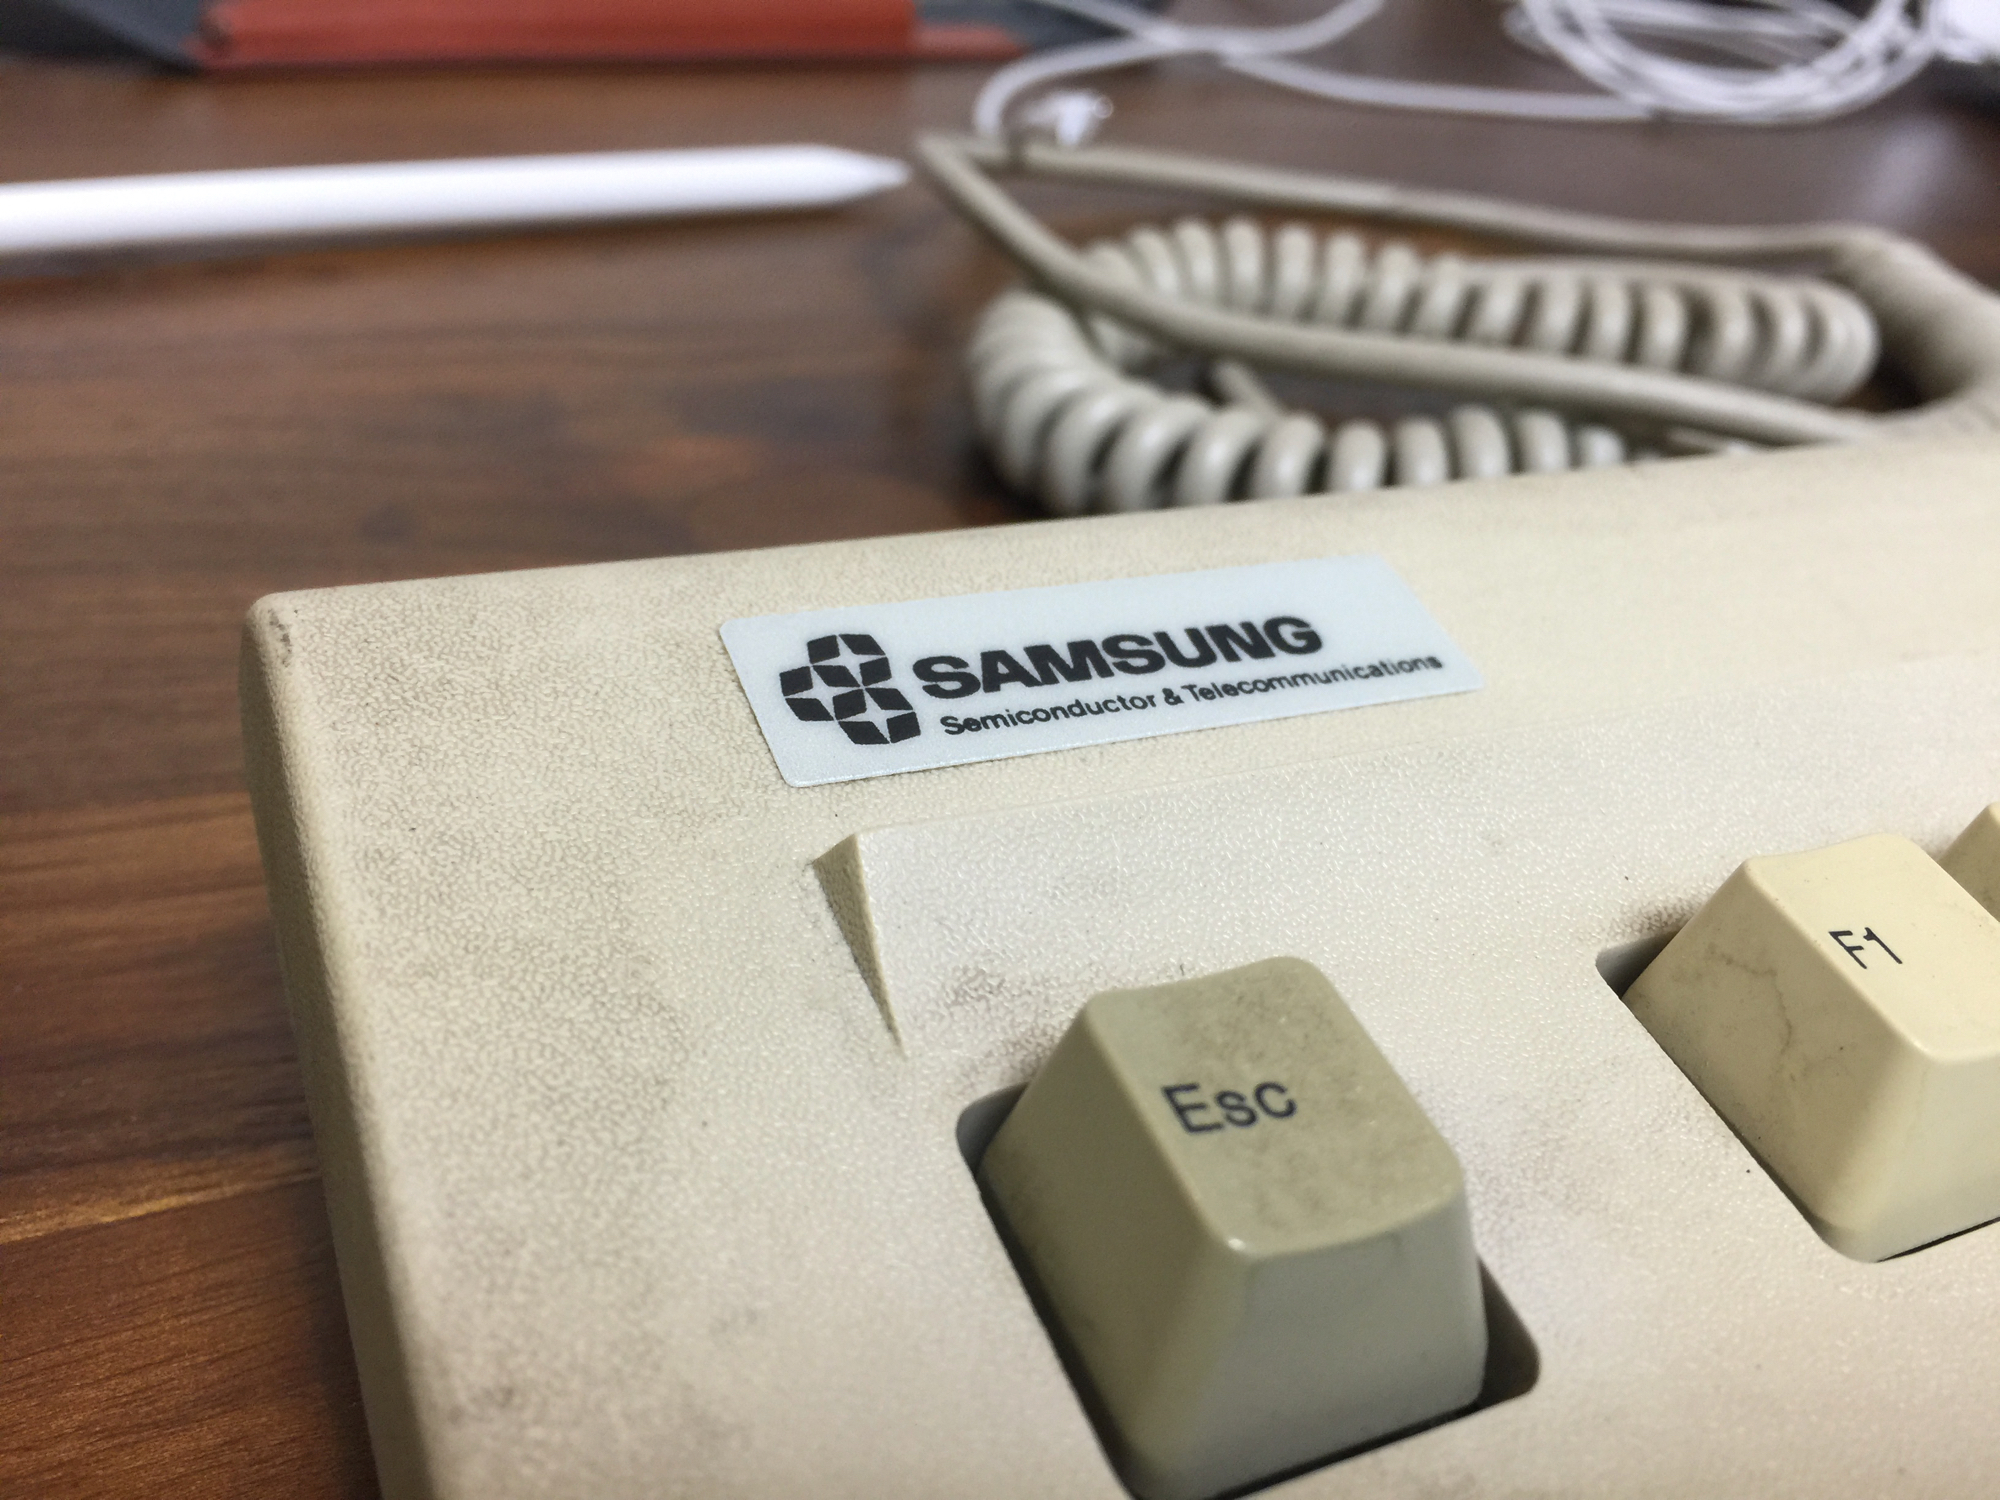 SAMSUNG
Semiconductor & Telecommunications
Esc
F1